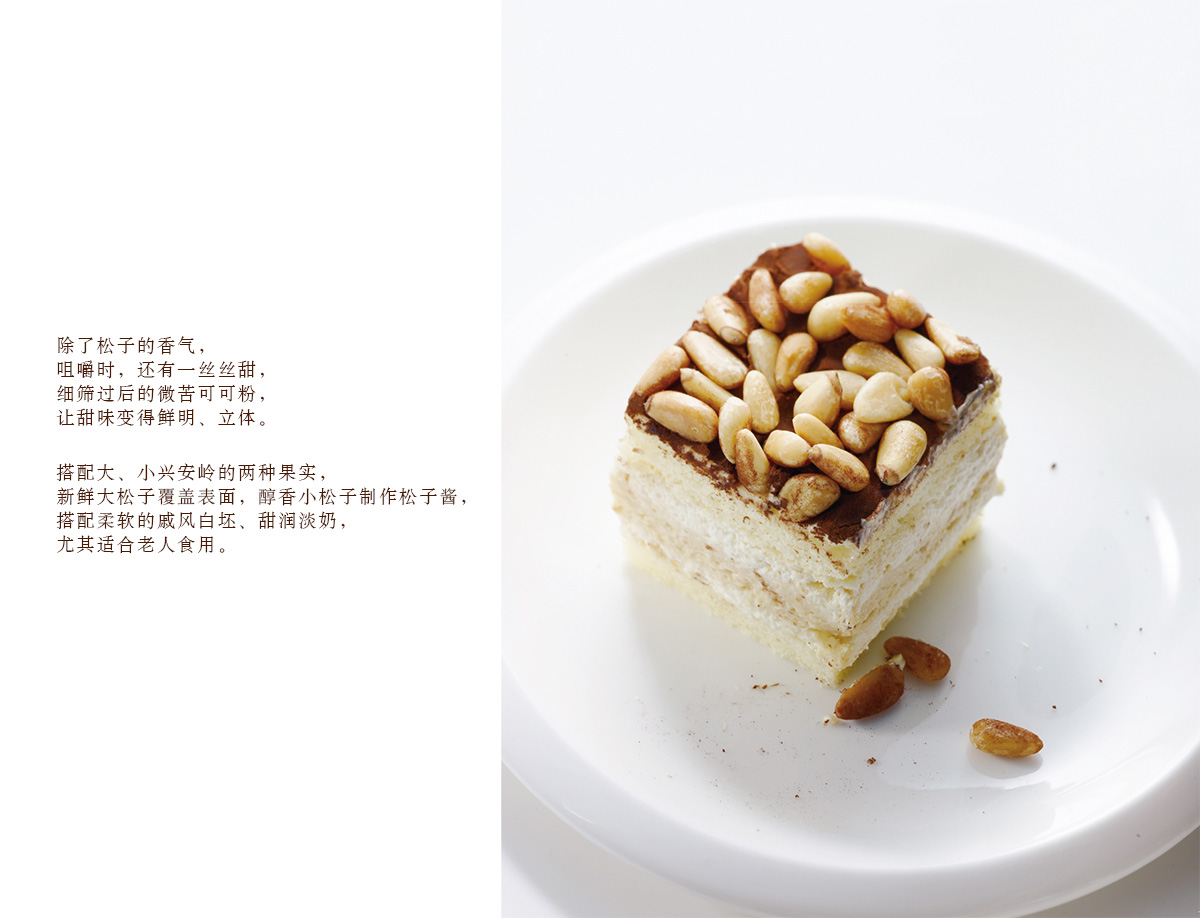 除了松子的香气，
咀嚼时，还有一丝丝甜，
细筛过后的微苦可可粉，
让甜味变得鲜明、立体。
搭配大、小兴安岭的两种果实，
新鲜大松子覆盖表面，醇香小松子制作松子酱，
搭配柔软的戚风白坯、甜润淡奶，
尤其适合老人食用。